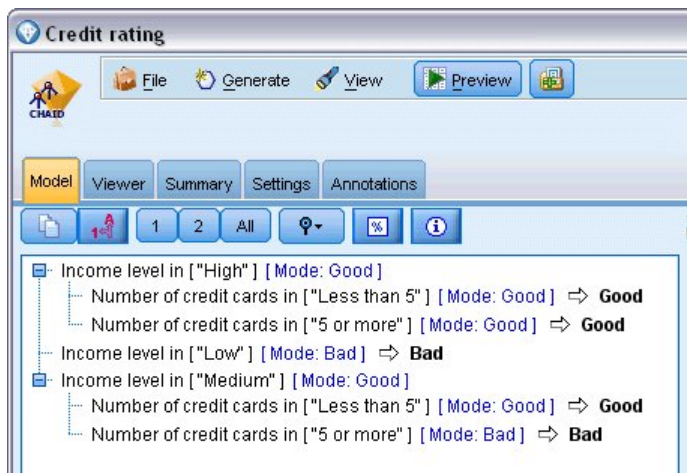 Credit rating
CHAID
File Generate View Preview
Model Viewer Summary Settings Annotations
1 2 All %
Income level in ["High"] [Mode: Good]
Number of credit cards in ["Less than 5"] [Mode: Good] ⇨ Good
Number of credit cards in ["5 or more"] [Mode: Good] ⇨ Good
Income level in ["Low"] [Mode: Bad] ⇨ Bad
Income level in ["Medium"] [Mode: Good]
Number of credit cards in ["Less than 5"] [Mode: Good] ⇨ Good
Number of credit cards in ["5 or more"] [Mode: Bad] ⇨ Bad